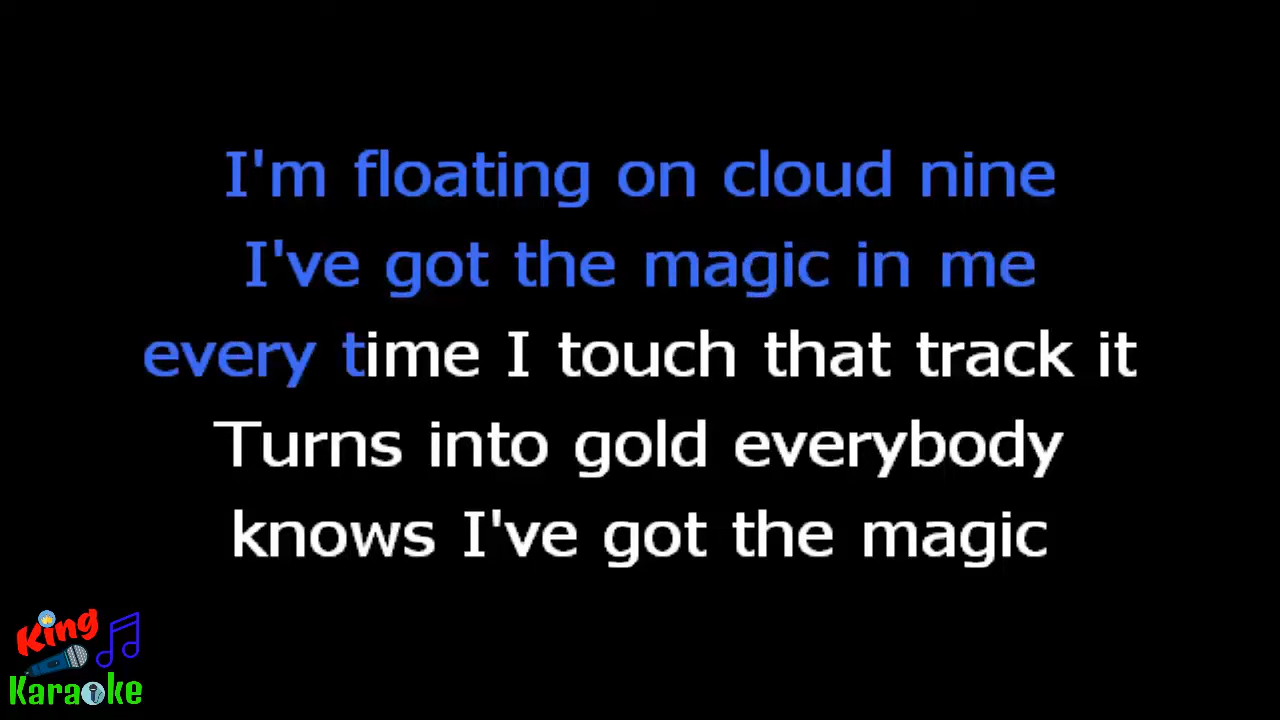 I'm floating on cloud nine
I've got the magic in me
every time I touch that track it
Turns into gold everybody
knows I've got the magic
King
Karaoke